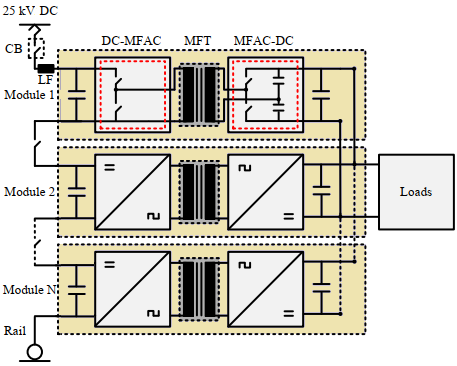 25 kV DC
CB
LF
DC-MFAC
MFT
MFAC-DC
Module 1
Module 2
Loads
Module N
Rail